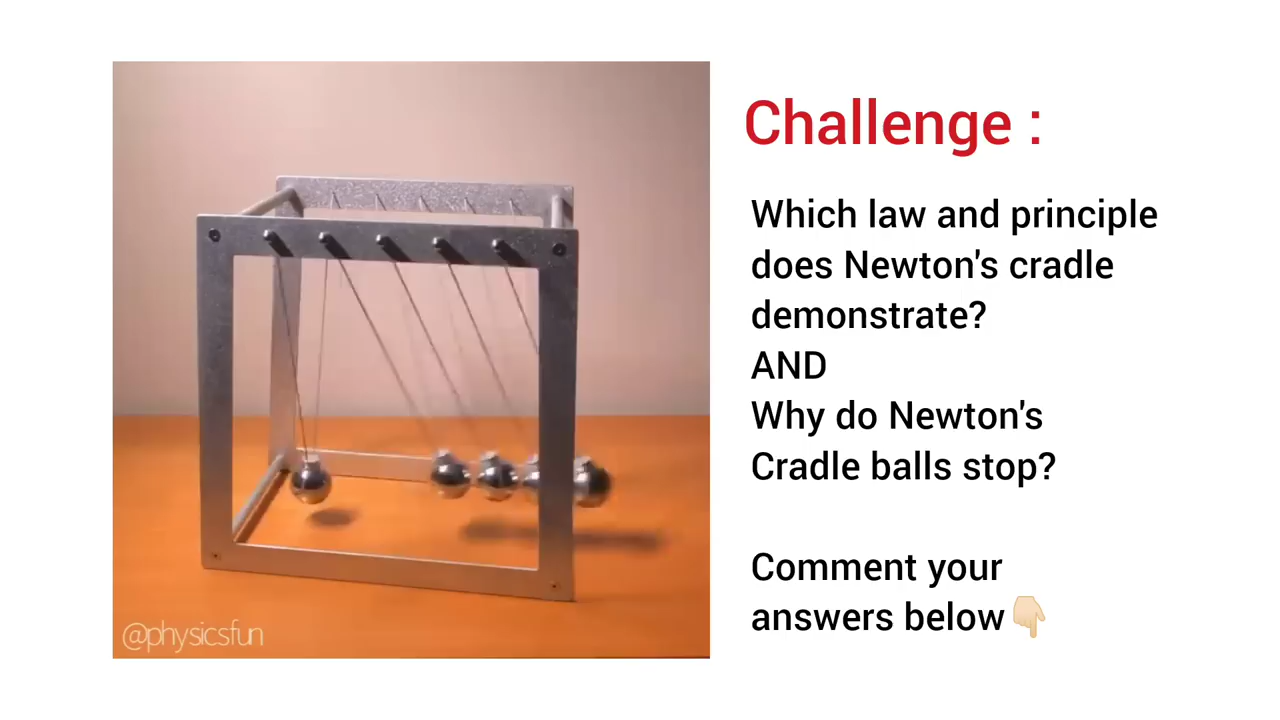 Challenge :
Which law and principle
does Newton's cradle
demonstrate?
AND
Why do Newton's
Cradle balls stop?
Comment your
answers below👇🏻
@physicsfun